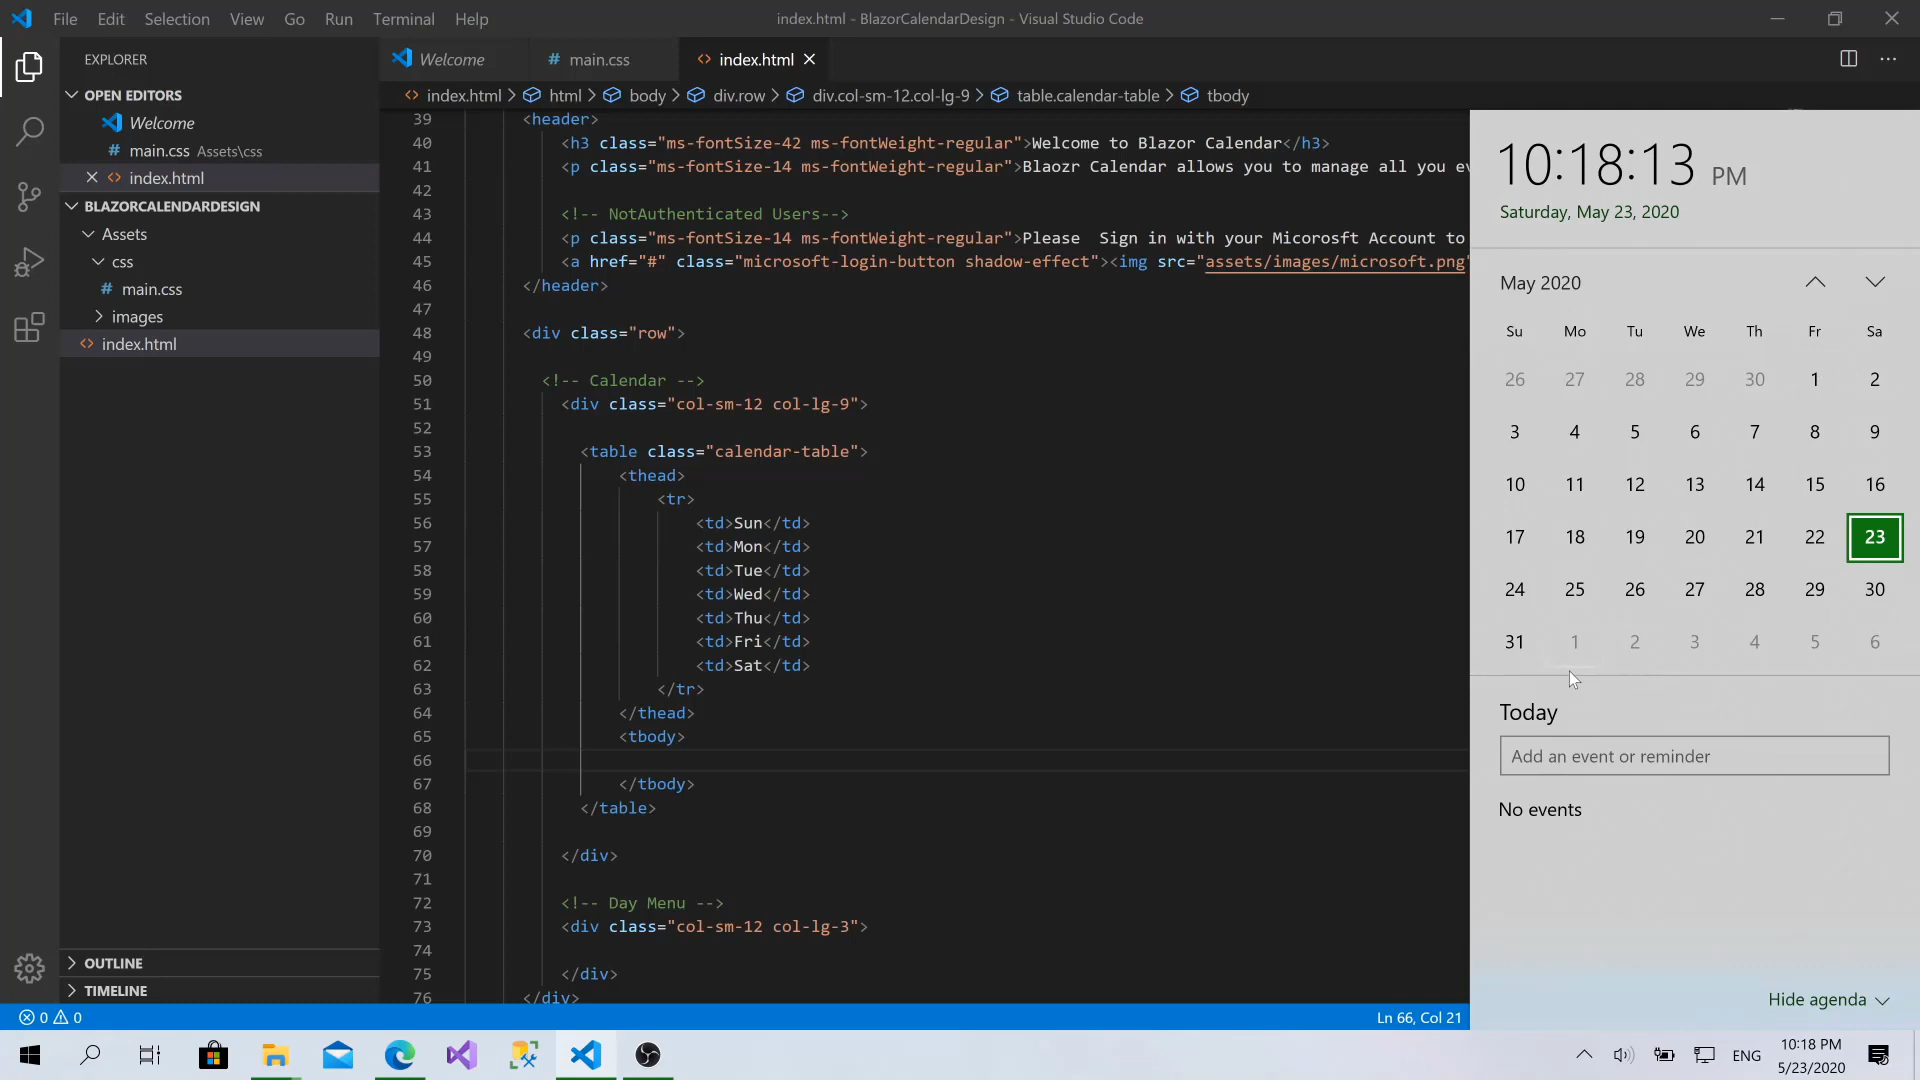 File Edit Selection View Go Run Terminal Help
index.html - BlazorCalendarDesign - Visual Studio Code
EXPLORER
OPEN EDITORS
Welcome
main.css Assets\css
index.html
BLAZORCALENDARDESIGN
Assets
css
main.css
images
index.html
OUTLINE
TIMELINE
Welcome
main.css
index.html
index.html > html > body > div.row > div.col-sm-12.col-lg-9 > table.calendar-table > tbody
39 <header>
40 <h3 class="ms-fontSize-42 ms-fontWeight-regular">Welcome to Blazor Calendar</h3>
41 <p class="ms-fontSize-14 ms-fontWeight-regular">Blaozr Calendar allows you to manage all you ev
42
43 <!-- NotAuthenticated Users-->
44 <p class="ms-fontSize-14 ms-fontWeight-regular">Please  Sign in with your Micorosft Account to
45 <a href="#" class="microsoft-login-button shadow-effect"><img src="assets/images/microsoft.png"
46 </header>
47
48 <div class="row">
49
50 <!-- Calendar -->
51 <div class="col-sm-12 col-lg-9">
52
53 <table class="calendar-table">
54 <thead>
55 <tr>
56 <td>Sun</td>
57 <td>Mon</td>
58 <td>Tue</td>
59 <td>Wed</td>
60 <td>Thu</td>
61 <td>Fri</td>
62 <td>Sat</td>
63 </tr>
64 </thead>
65 <tbody>
66
67 </tbody>
68 </table>
69
70 </div>
71
72 <!-- Day Menu -->
73 <div class="col-sm-12 col-lg-3">
74
75 </div>
76 </div>
10:18:13 PM
Saturday, May 23, 2020
May 2020
Su Mo Tu We Th Fr Sa
26 27 28 29 30 1 2
3 4 5 6 7 8 9
10 11 12 13 14 15 16
17 18 19 20 21 22 23
24 25 26 27 28 29 30
31 1 2 3 4 5 6
Today
Add an event or reminder
No events
Hide agenda
0 0
Ln 66, Col 21
ENG
10:18 PM
5/23/2020